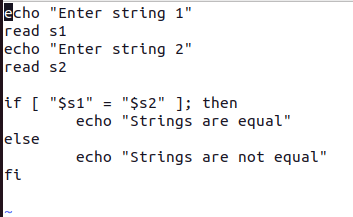 echo "Enter string 1"
read s1
echo "Enter string 2"
read s2

if [ "$s1" = "$s2" ]; then
        echo "Strings are equal"
else
        echo "Strings are not equal"
fi

~